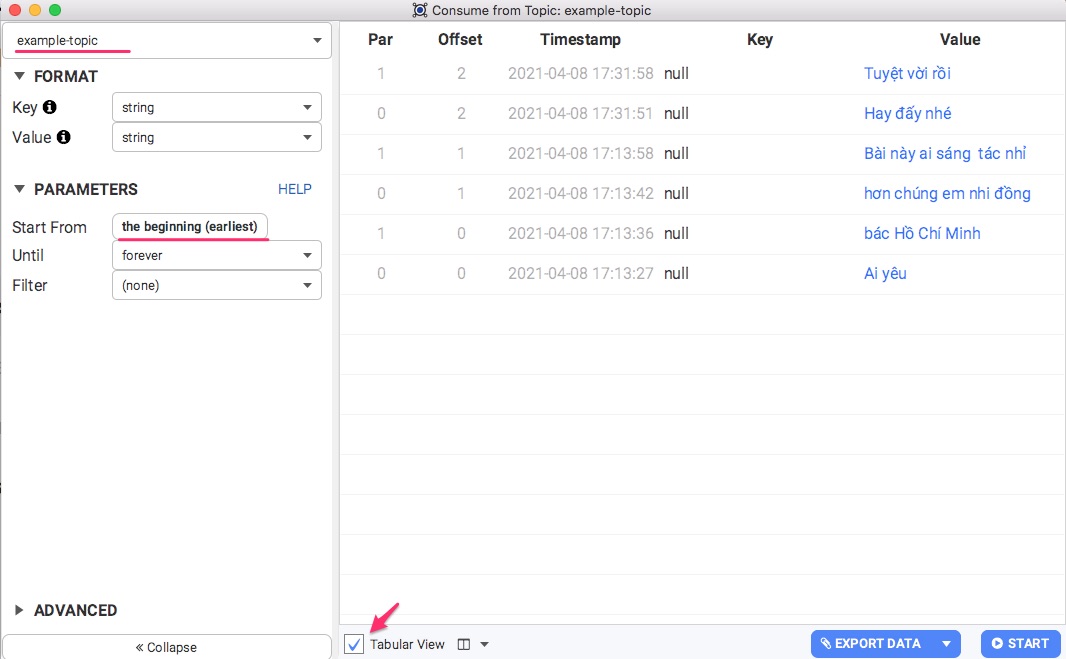 Consume from Topic: example-topic
example-topic
FORMAT
Key
string
Value
string
PARAMETERS HELP
Start From the beginning (earliest)
Until forever
Filter (none)
ADVANCED
« Collapse
Par Offset Timestamp Key Value
1 2 2021-04-08 17:31:58 null Tuyệt vời rồi
0 2 2021-04-08 17:31:51 null Hay đấy nhé
1 1 2021-04-08 17:13:58 null Bài này ai sáng tác nhỉ
0 1 2021-04-08 17:13:42 null hơn chúng em nhi đồng
1 0 2021-04-08 17:13:36 null bác Hồ Chí Minh
0 0 2021-04-08 17:13:27 null Ai yêu
Tabular View
EXPORT DATA
START